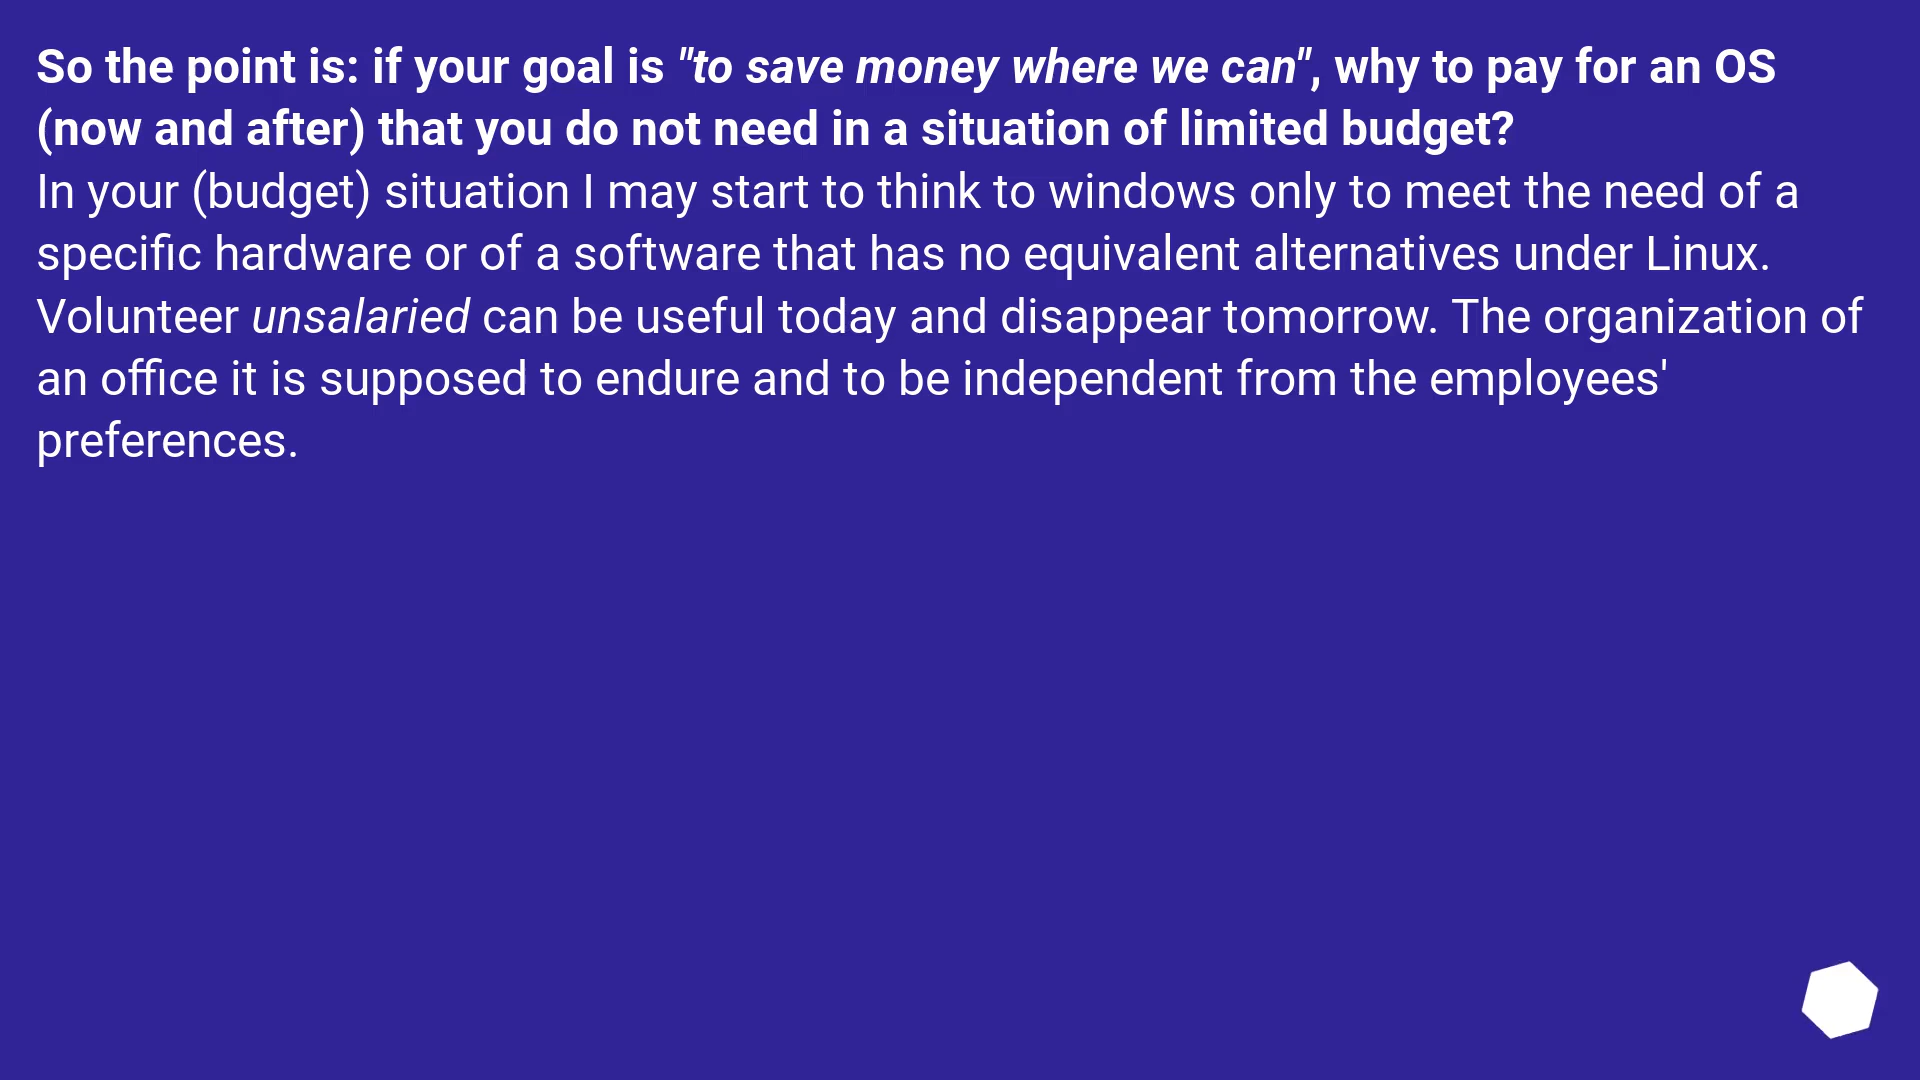 So the point is: if your goal is "to save money where we can", why to pay for an OS
(now and after) that you do not need in a situation of limited budget?
In your (budget) situation I may start to think to windows only to meet the need of a
specific hardware or of a software that has no equivalent alternatives under Linux.
Volunteer unsalaried can be useful today and disappear tomorrow. The organization of
an office it is supposed to endure and to be independent from the employees'
preferences.